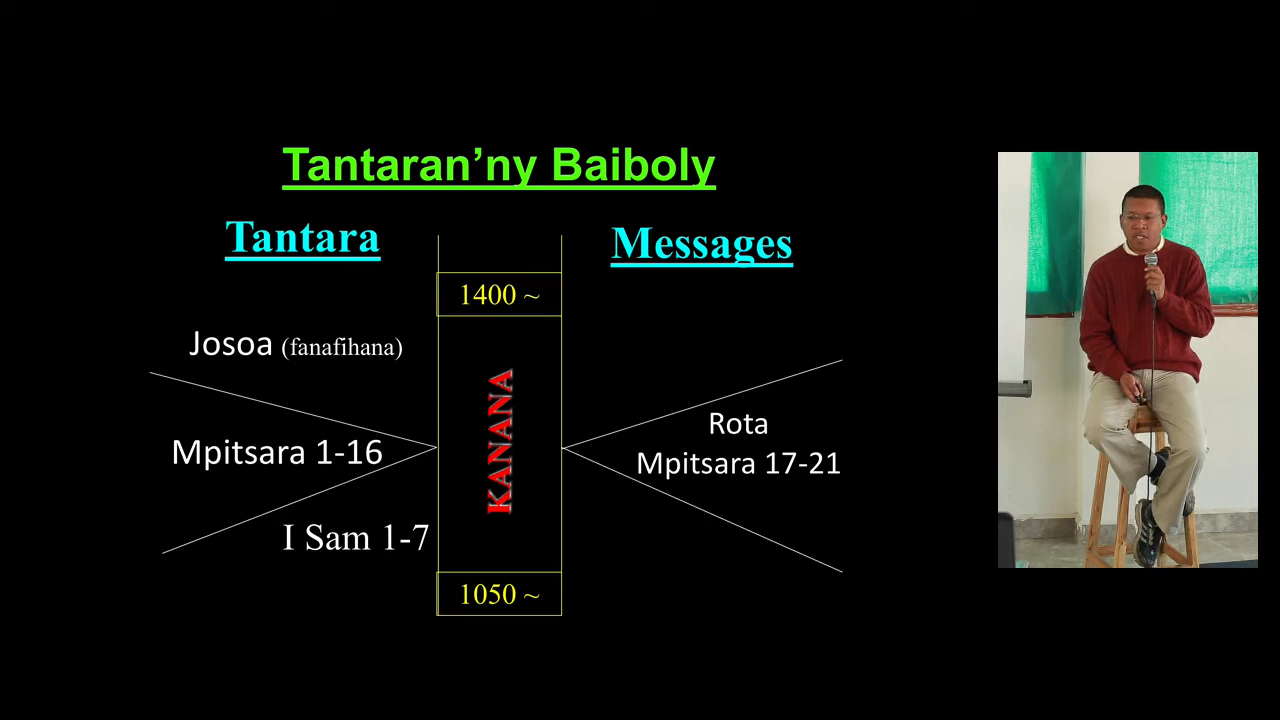 Tantaran’ny Baiboly
Tantara
Messages
1400 ~
Josoa (fanafihana)
KANANA
Mpitsara 1-16
Rota
Mpitsara 17-21
I Sam 1-7
1050 ~